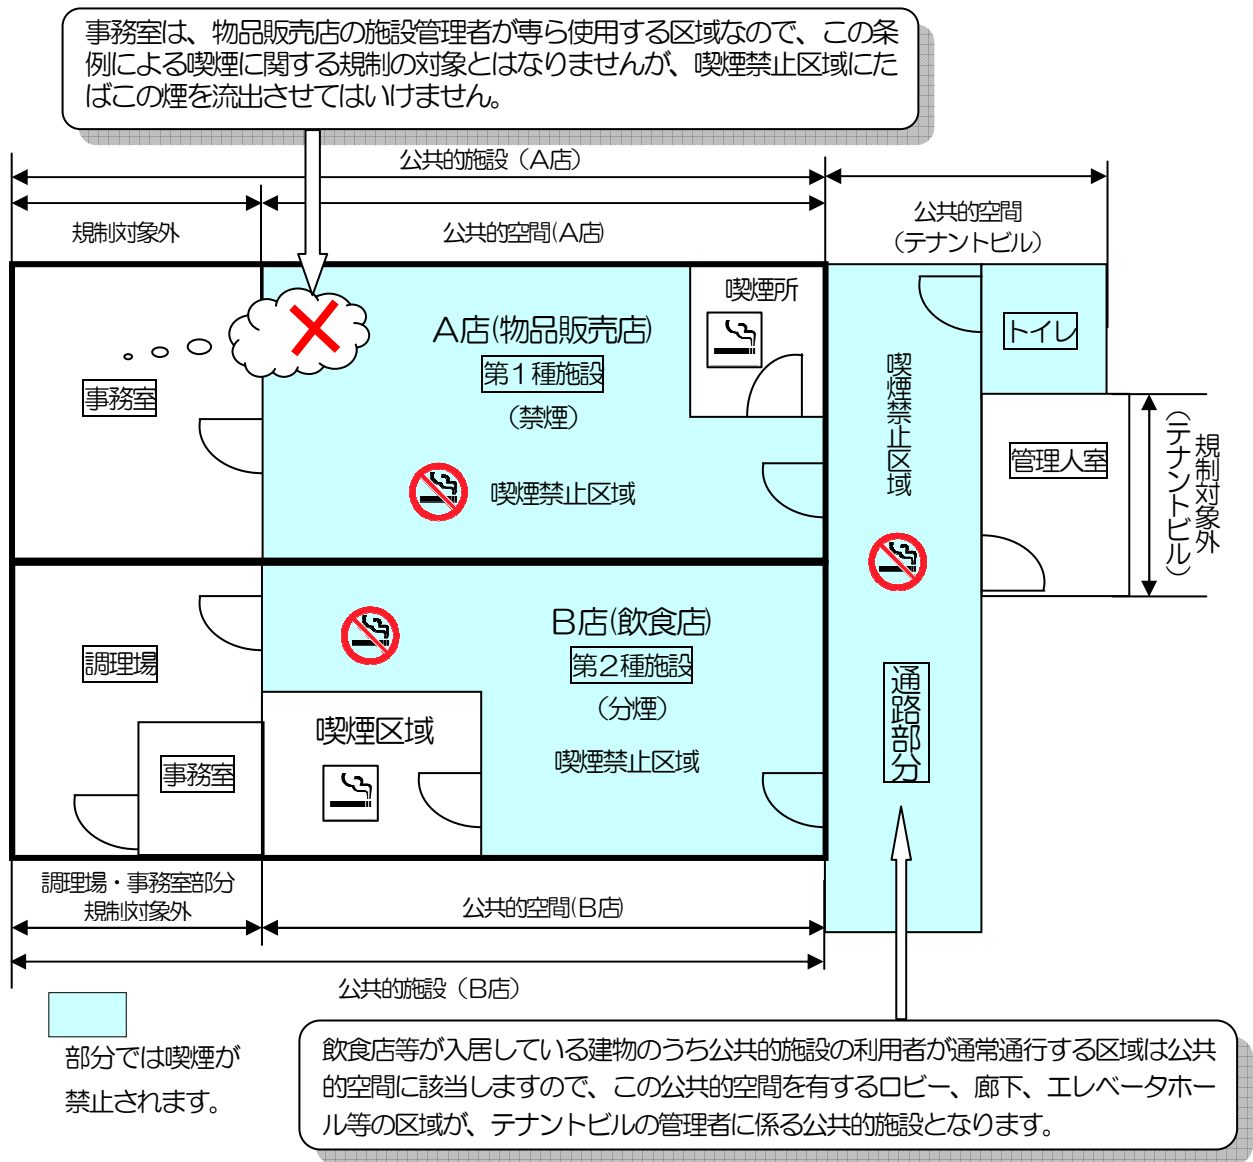 事務室は、物品販売店の施設管理者が専ら使用する区域なので、この条
例による喫煙に関する規制の対象とはなりませんが、喫煙禁止区域にた
ばこの煙を流出させてはいけません。
公共的施設（A店）
規制対象外
公共的空間(A店)
公共的空間
（テナントビル）
喫煙所
A店(物品販売店)
第１種施設
（禁煙）
喫煙禁止区域
事務室
トイレ
喫煙禁止区域
管理人室
規制対象外
（テナントビル）
B店(飲食店)
第２種施設
（分煙）
喫煙禁止区域
調理場
事務室
喫煙区域
通路部分
調理場・事務室部分
規制対象外
公共的空間(B店)
公共的施設（B店）
部分では喫煙が
禁止されます。
飲食店等が入居している建物のうち公共的施設の利用者が通常通行する区域は公共
的空間に該当しますので、この公共的空間を有するロビー、廊下、エレベータホー
ル等の区域が、テナントビルの管理者に係る公共的施設となります。